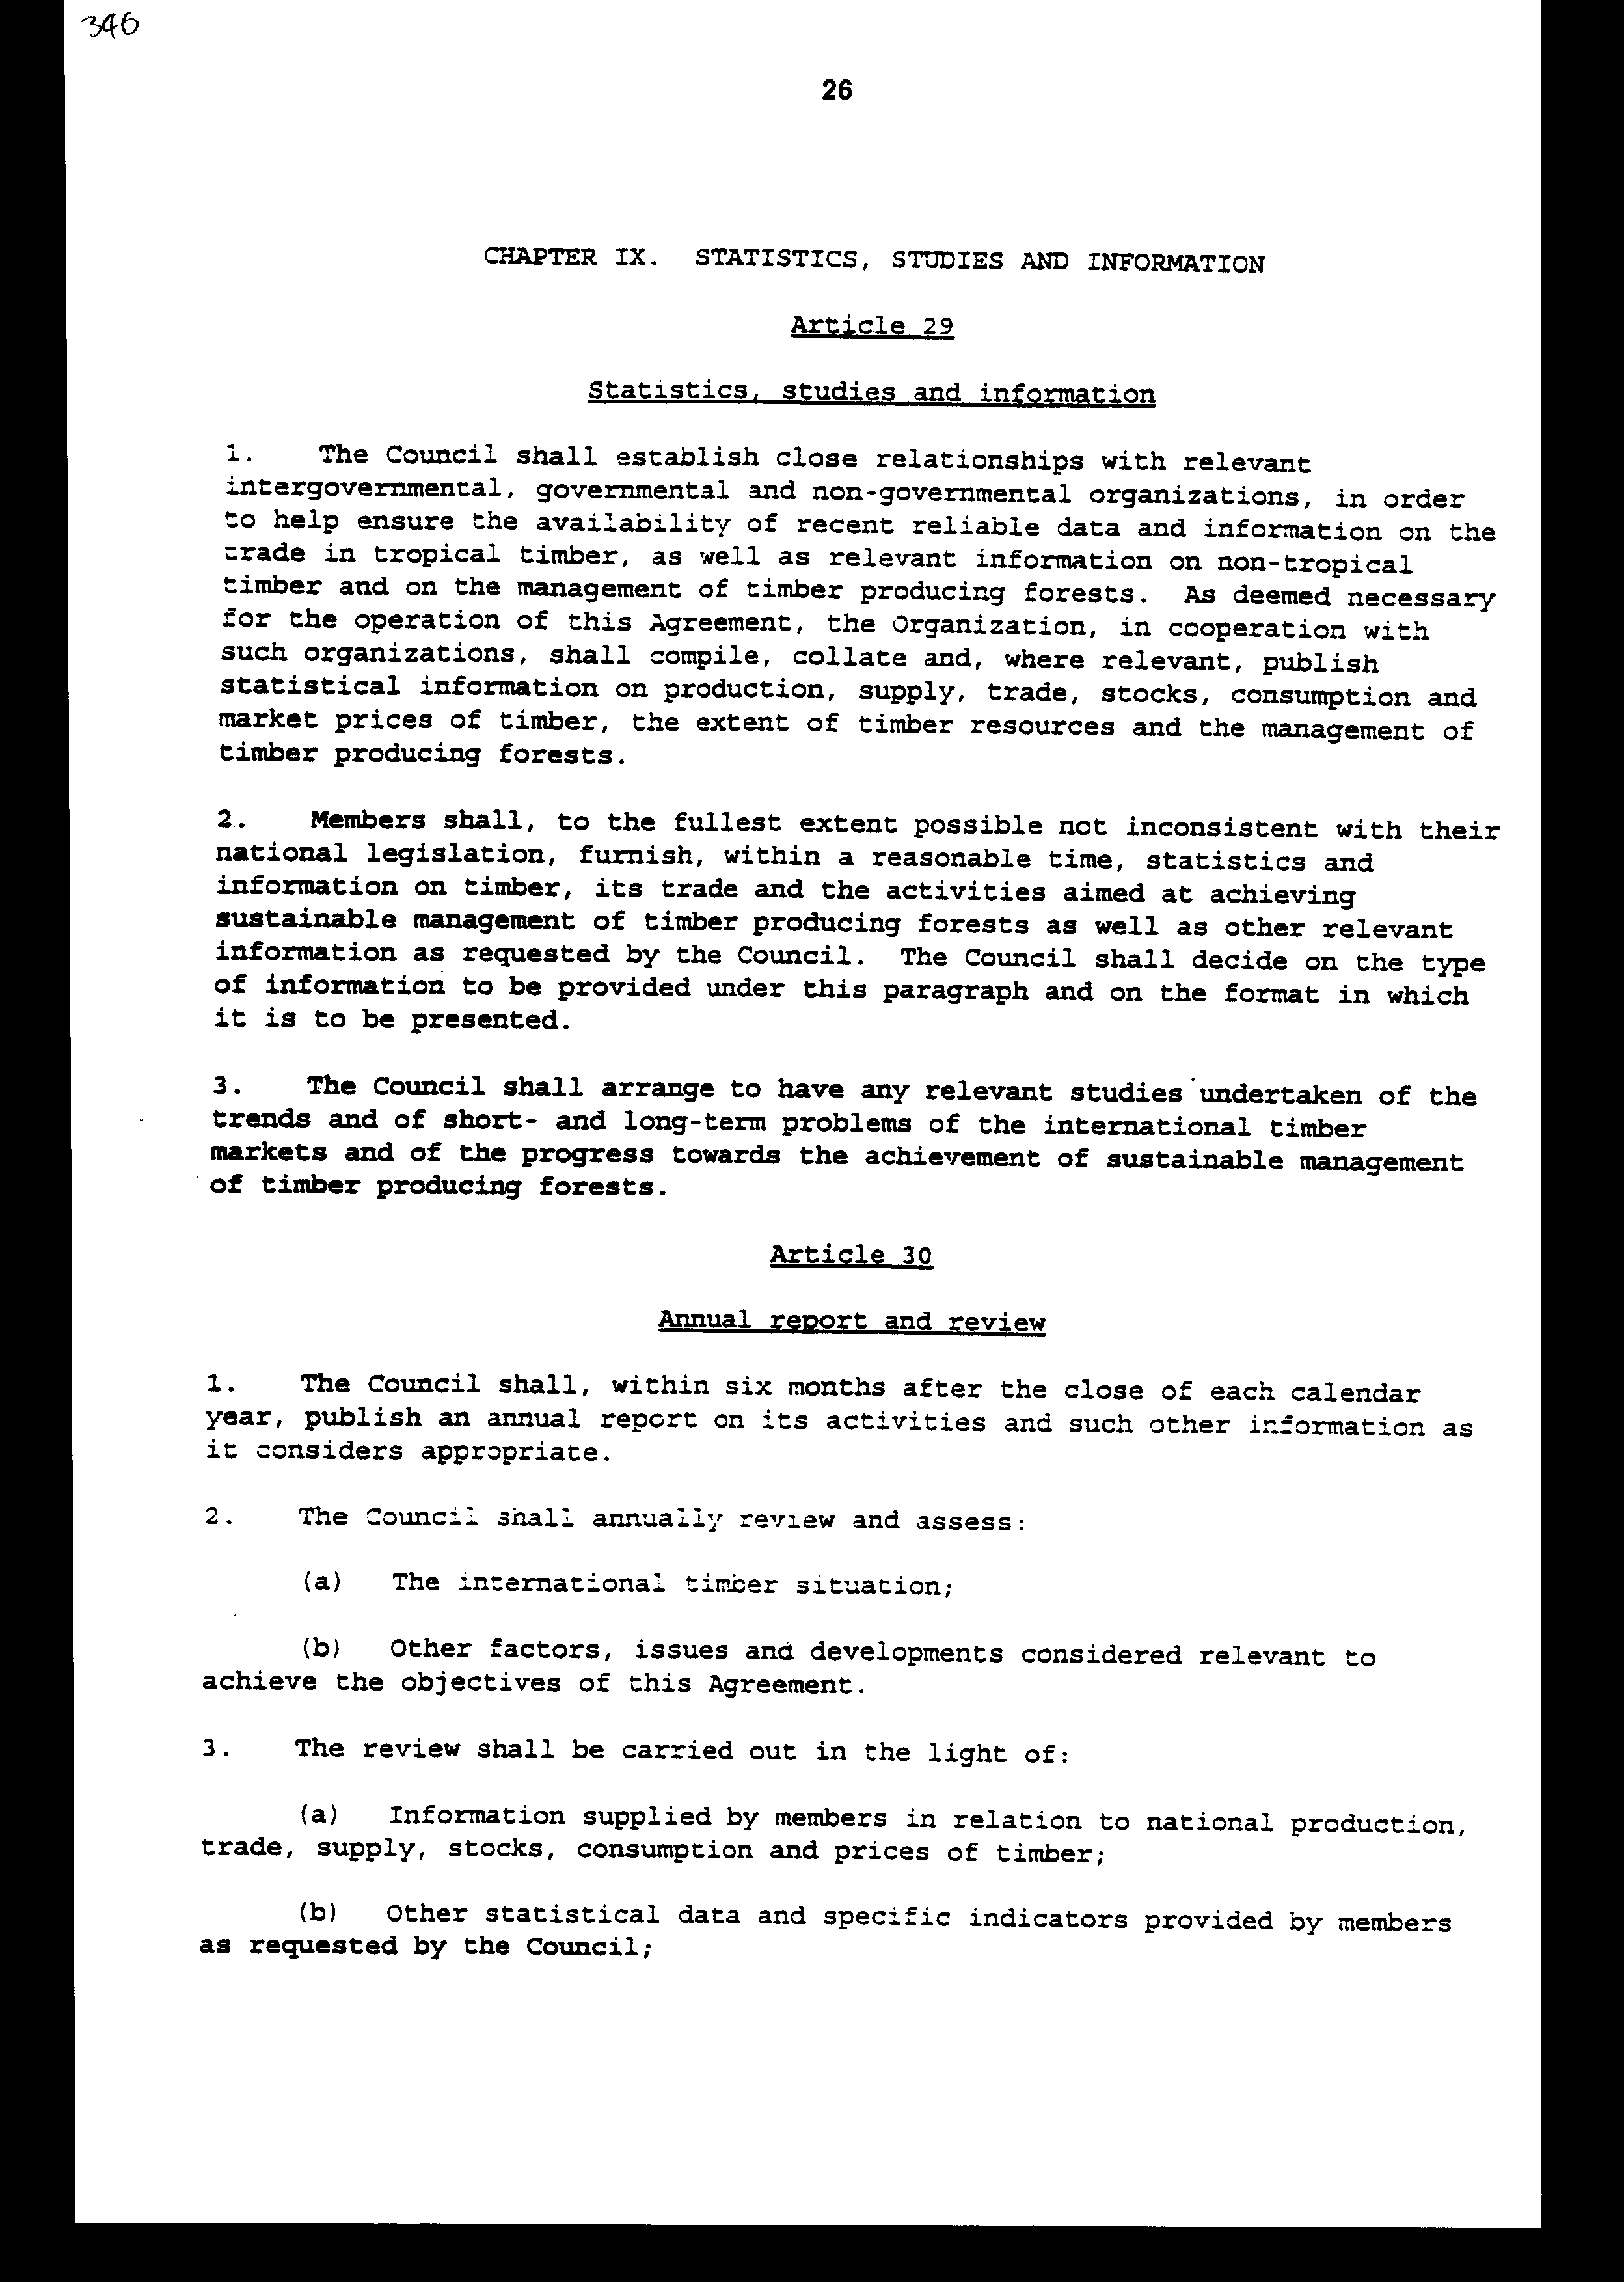 346
26
CHAPTER IX. STATISTICS, STUDIES AND INFORMATION
Article 29
Statistics, studies and information
1. The Council shall establish close relationships with relevant
intergovernmental, governmental and non-governmental organizations, in order
to help ensure the availability of recent reliable data and information on the
trade in tropical timber, as well as relevant information on non-tropical
timber and on the management of timber producing forests. As deemed necessary
for the operation of this Agreement, the Organization, in cooperation with
such organizations, shall compile, collate and, where relevant, publish
statistical information on production, supply, trade, stocks, consumption and
market prices of timber, the extent of timber resources and the management of
timber producing forests.
2. Members shall, to the fullest extent possible not inconsistent with their
national legislation, furnish, within a reasonable time, statistics and
information on timber, its trade and the activities aimed at achieving
sustainable management of timber producing forests as well as other relevant
information as requested by the Council. The Council shall decide on the type
of information to be provided under this paragraph and on the format in which
it is to be presented.
3. The Council shall arrange to have any relevant studies undertaken of the
trends and of short- and long-term problems of the international timber
markets and of the progress towards the achievement of sustainable management
of timber producing forests.
Article 30
Annual report and review
1. The Council shall, within six months after the close of each calendar
year, publish an annual report on its activities and such other information as
it considers appropriate.
2. The Council shall annually review and assess:
(a) The international timber situation;
(b) Other factors, issues and developments considered relevant to
achieve the objectives of this Agreement.
3. The review shall be carried out in the light of:
(a) Information supplied by members in relation to national production,
trade, supply, stocks, consumption and prices of timber;
(b) Other statistical data and specific indicators provided by members
as requested by the Council;